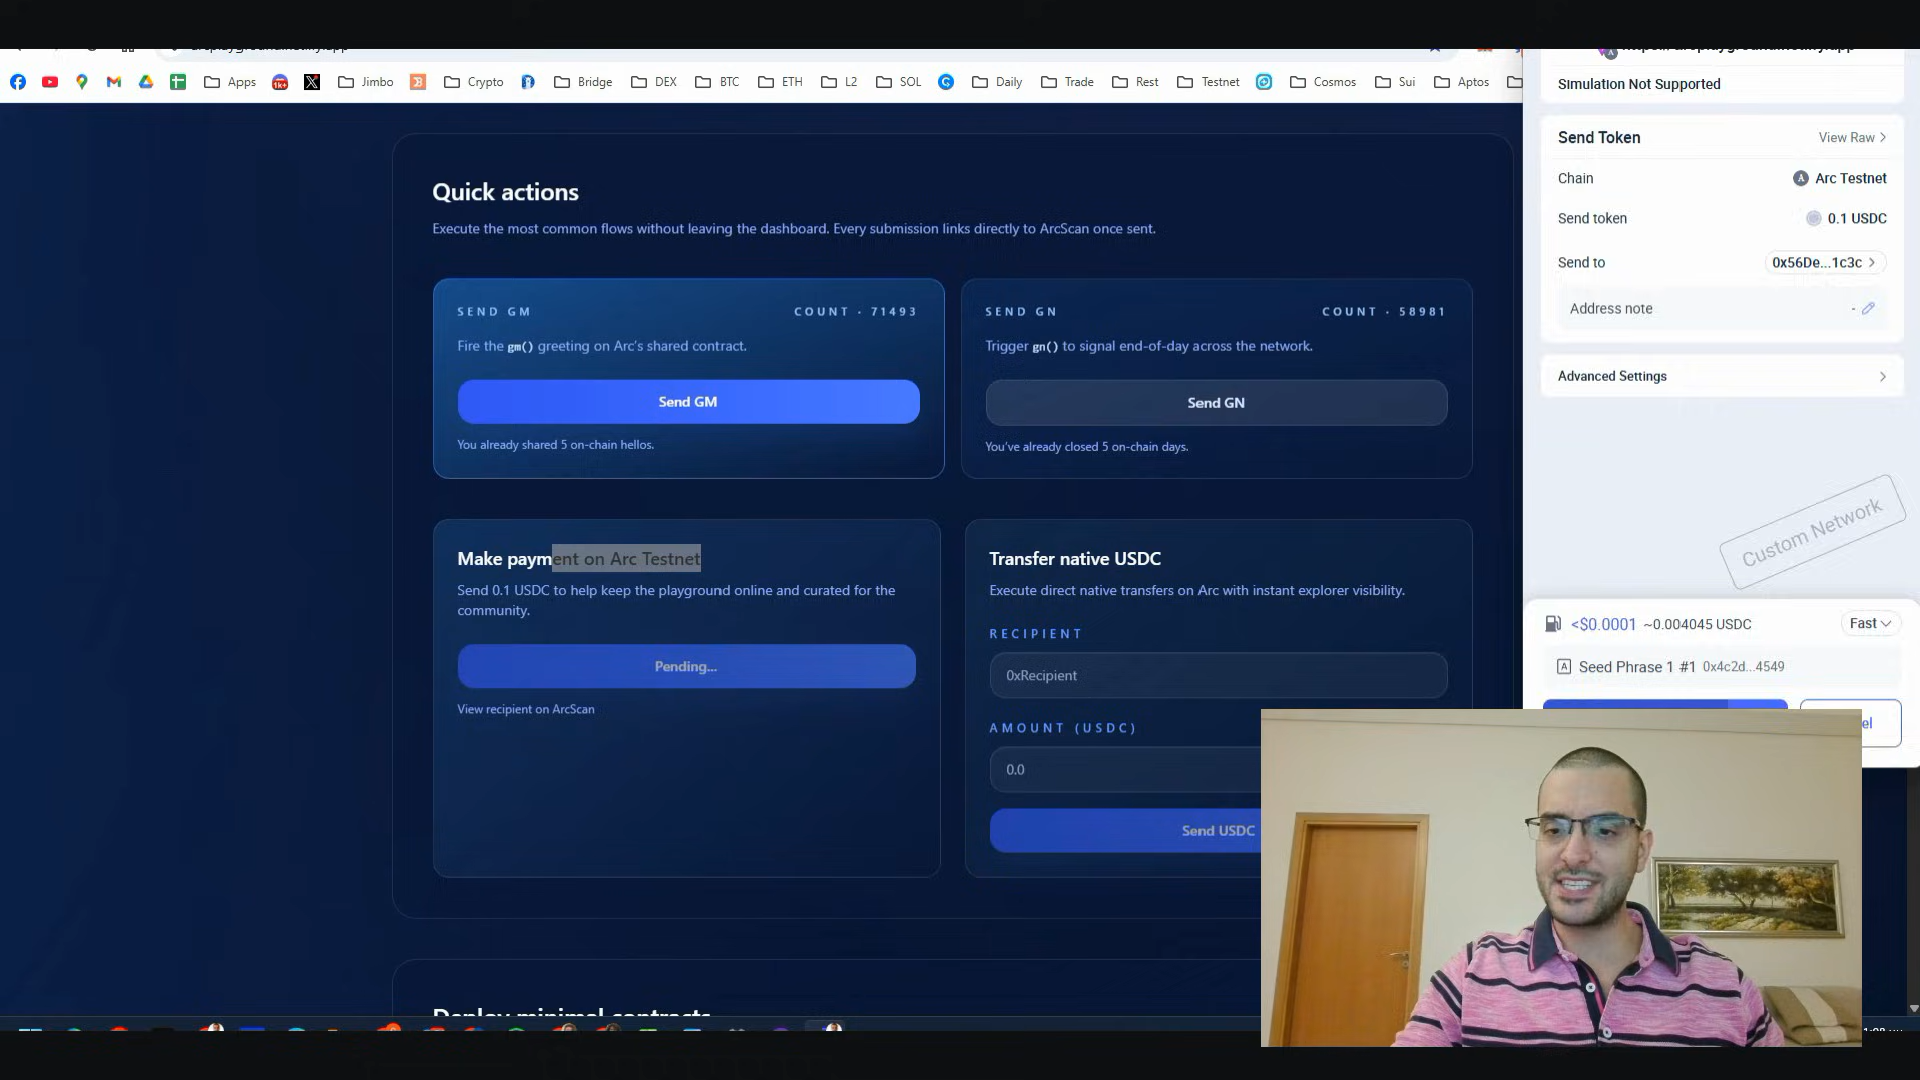 Apps
Jimbo
Crypto
Bridge
DEX
BTC
ETH
L2
SOL
Daily
Trade
Rest
Testnet
Cosmos
Sui
Aptos
Quick actions
Execute the most common flows without leaving the dashboard. Every submission links directly to ArcScan once sent.
SEND GM
COUNT · 71493
Fire the gm() greeting on Arc's shared contract.
Send GM
You already shared 5 on-chain hellos.
SEND GN
COUNT · 58981
Trigger gn() to signal end-of-day across the network.
Send GN
You've already closed 5 on-chain days.
Make payment on Arc Testnet
Send 0.1 USDC to help keep the playground online and curated for the
community.
Pending...
View recipient on ArcScan
Transfer native USDC
Execute direct native transfers on Arc with instant explorer visibility.
RECIPIENT
0xRecipient
AMOUNT (USDC)
0.0
Send USDC
Deploy minimal contracts
Simulation Not Supported
Send Token
View Raw
Chain
Arc Testnet
Send token
0.1 USDC
Send to
0x56De...1c3c
Address note
-
Advanced Settings
Custom Network
<$0.0001 ~0.004045 USDC
Fast
Seed Phrase 1 #1 0x4c2d...4549
el